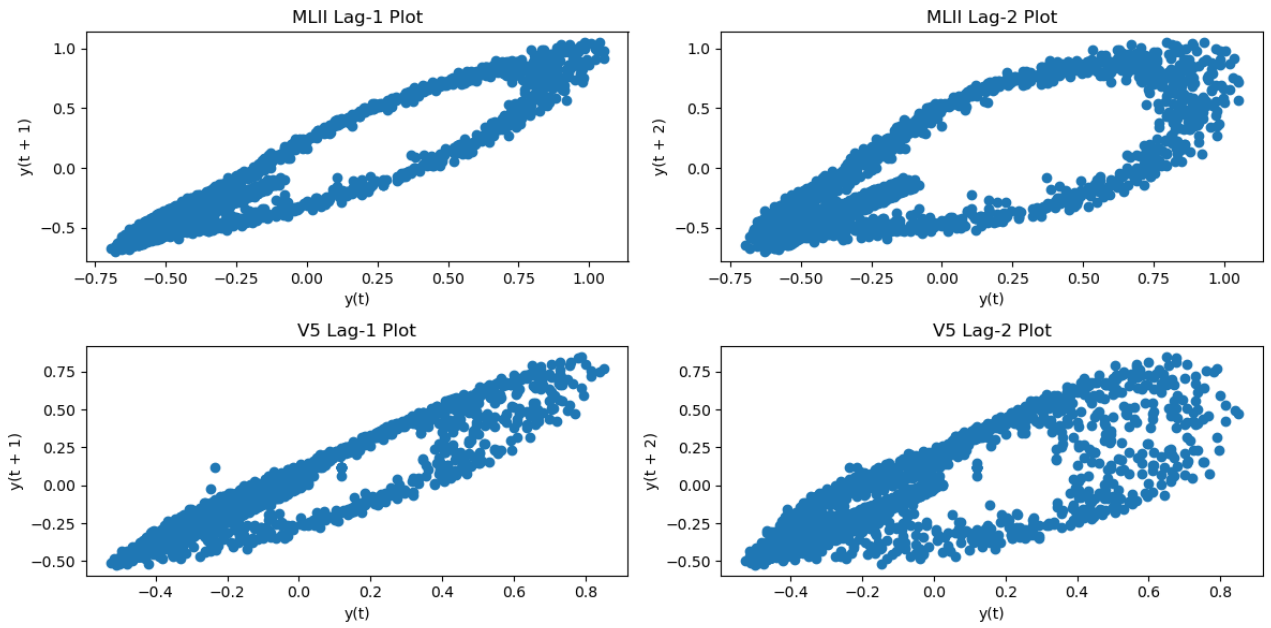 MLII Lag-1 Plot
1.0
0.5
0.0
−0.5
y(t + 1)
−0.75 −0.50 −0.25 0.00 0.25 0.50 0.75 1.00
y(t)
MLII Lag-2 Plot
1.0
0.5
0.0
−0.5
y(t + 2)
−0.75 −0.50 −0.25 0.00 0.25 0.50 0.75 1.00
y(t)
V5 Lag-1 Plot
0.75
0.50
0.25
0.00
−0.25
−0.50
y(t + 1)
−0.4 −0.2 0.0 0.2 0.4 0.6 0.8
y(t)
V5 Lag-2 Plot
0.75
0.50
0.25
0.00
−0.25
−0.50
y(t + 2)
−0.4 −0.2 0.0 0.2 0.4 0.6 0.8
y(t)